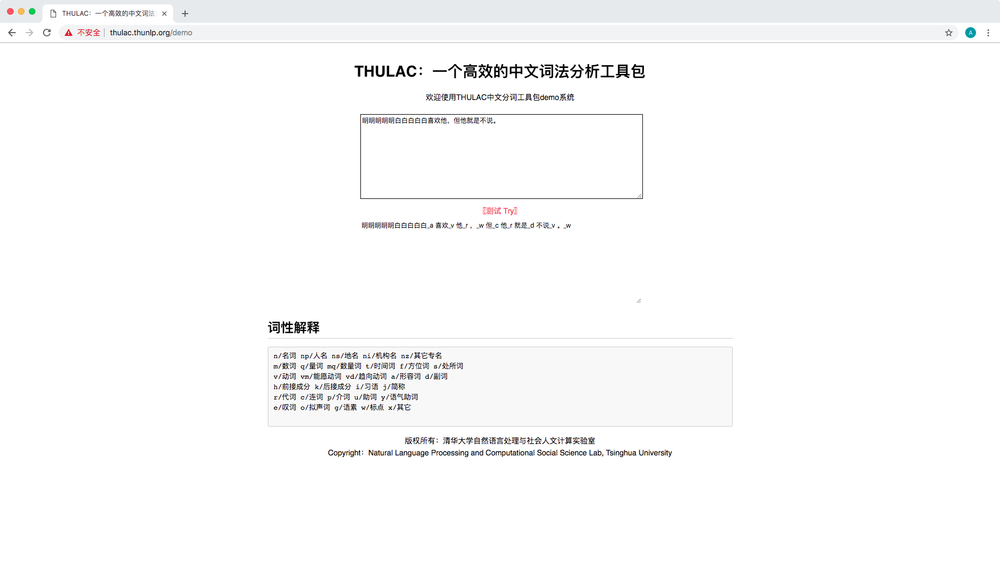 THULAC：一个高效的中文词法分
不安全 thulac.thunlp.org/demo
A
THULAC：一个高效的中文词法分析工具包
欢迎使用THULAC中文分词工具包demo系统
明明明明明白白白白白喜欢他，但他就是不说。
〖测试 Try〗
明明明明明白白白白白_a 喜欢_v 他_r ，_w 但_c 他_r 就是_d 不说_v 。_w
词性解释
n/名词 np/人名 ns/地名 ni/机构名 nz/其它专名
m/数词 q/量词 mq/数量词 t/时间词 f/方位词 s/处所词
v/动词 vm/能愿动词 vd/趋向动词 a/形容词 d/副词
h/前接成分 k/后接成分 i/习语 j/简称
r/代词 c/连词 p/介词 u/助词 y/语气助词
e/叹词 o/拟声词 g/语素 w/标点 x/其它
版权所有：清华大学自然语言处理与社会人文计算实验室
Copyright：Natural Language Processing and Computational Social Science Lab, Tsinghua University